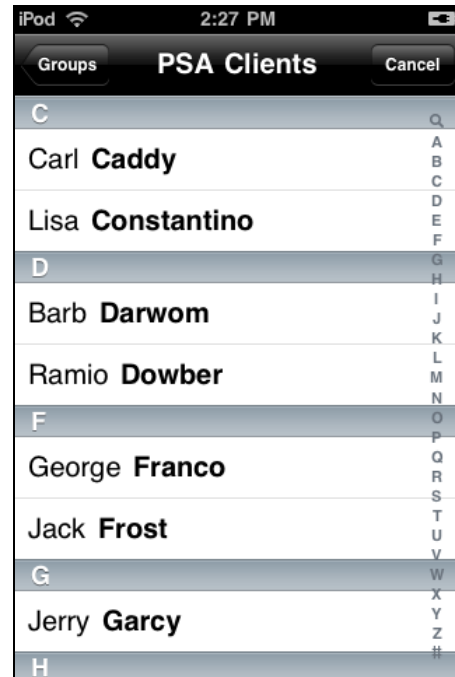 iPod 2:27 PM
Groups PSA Clients Cancel
C
Carl Caddy
Lisa Constantino
D
Barb Darwom
Ramio Dowber
F
George Franco
Jack Frost
G
Jerry Garcy
H
A
B
C
D
E
F
G
H
I
J
K
L
M
N
O
P
Q
R
S
T
U
V
W
X
Y
Z
#